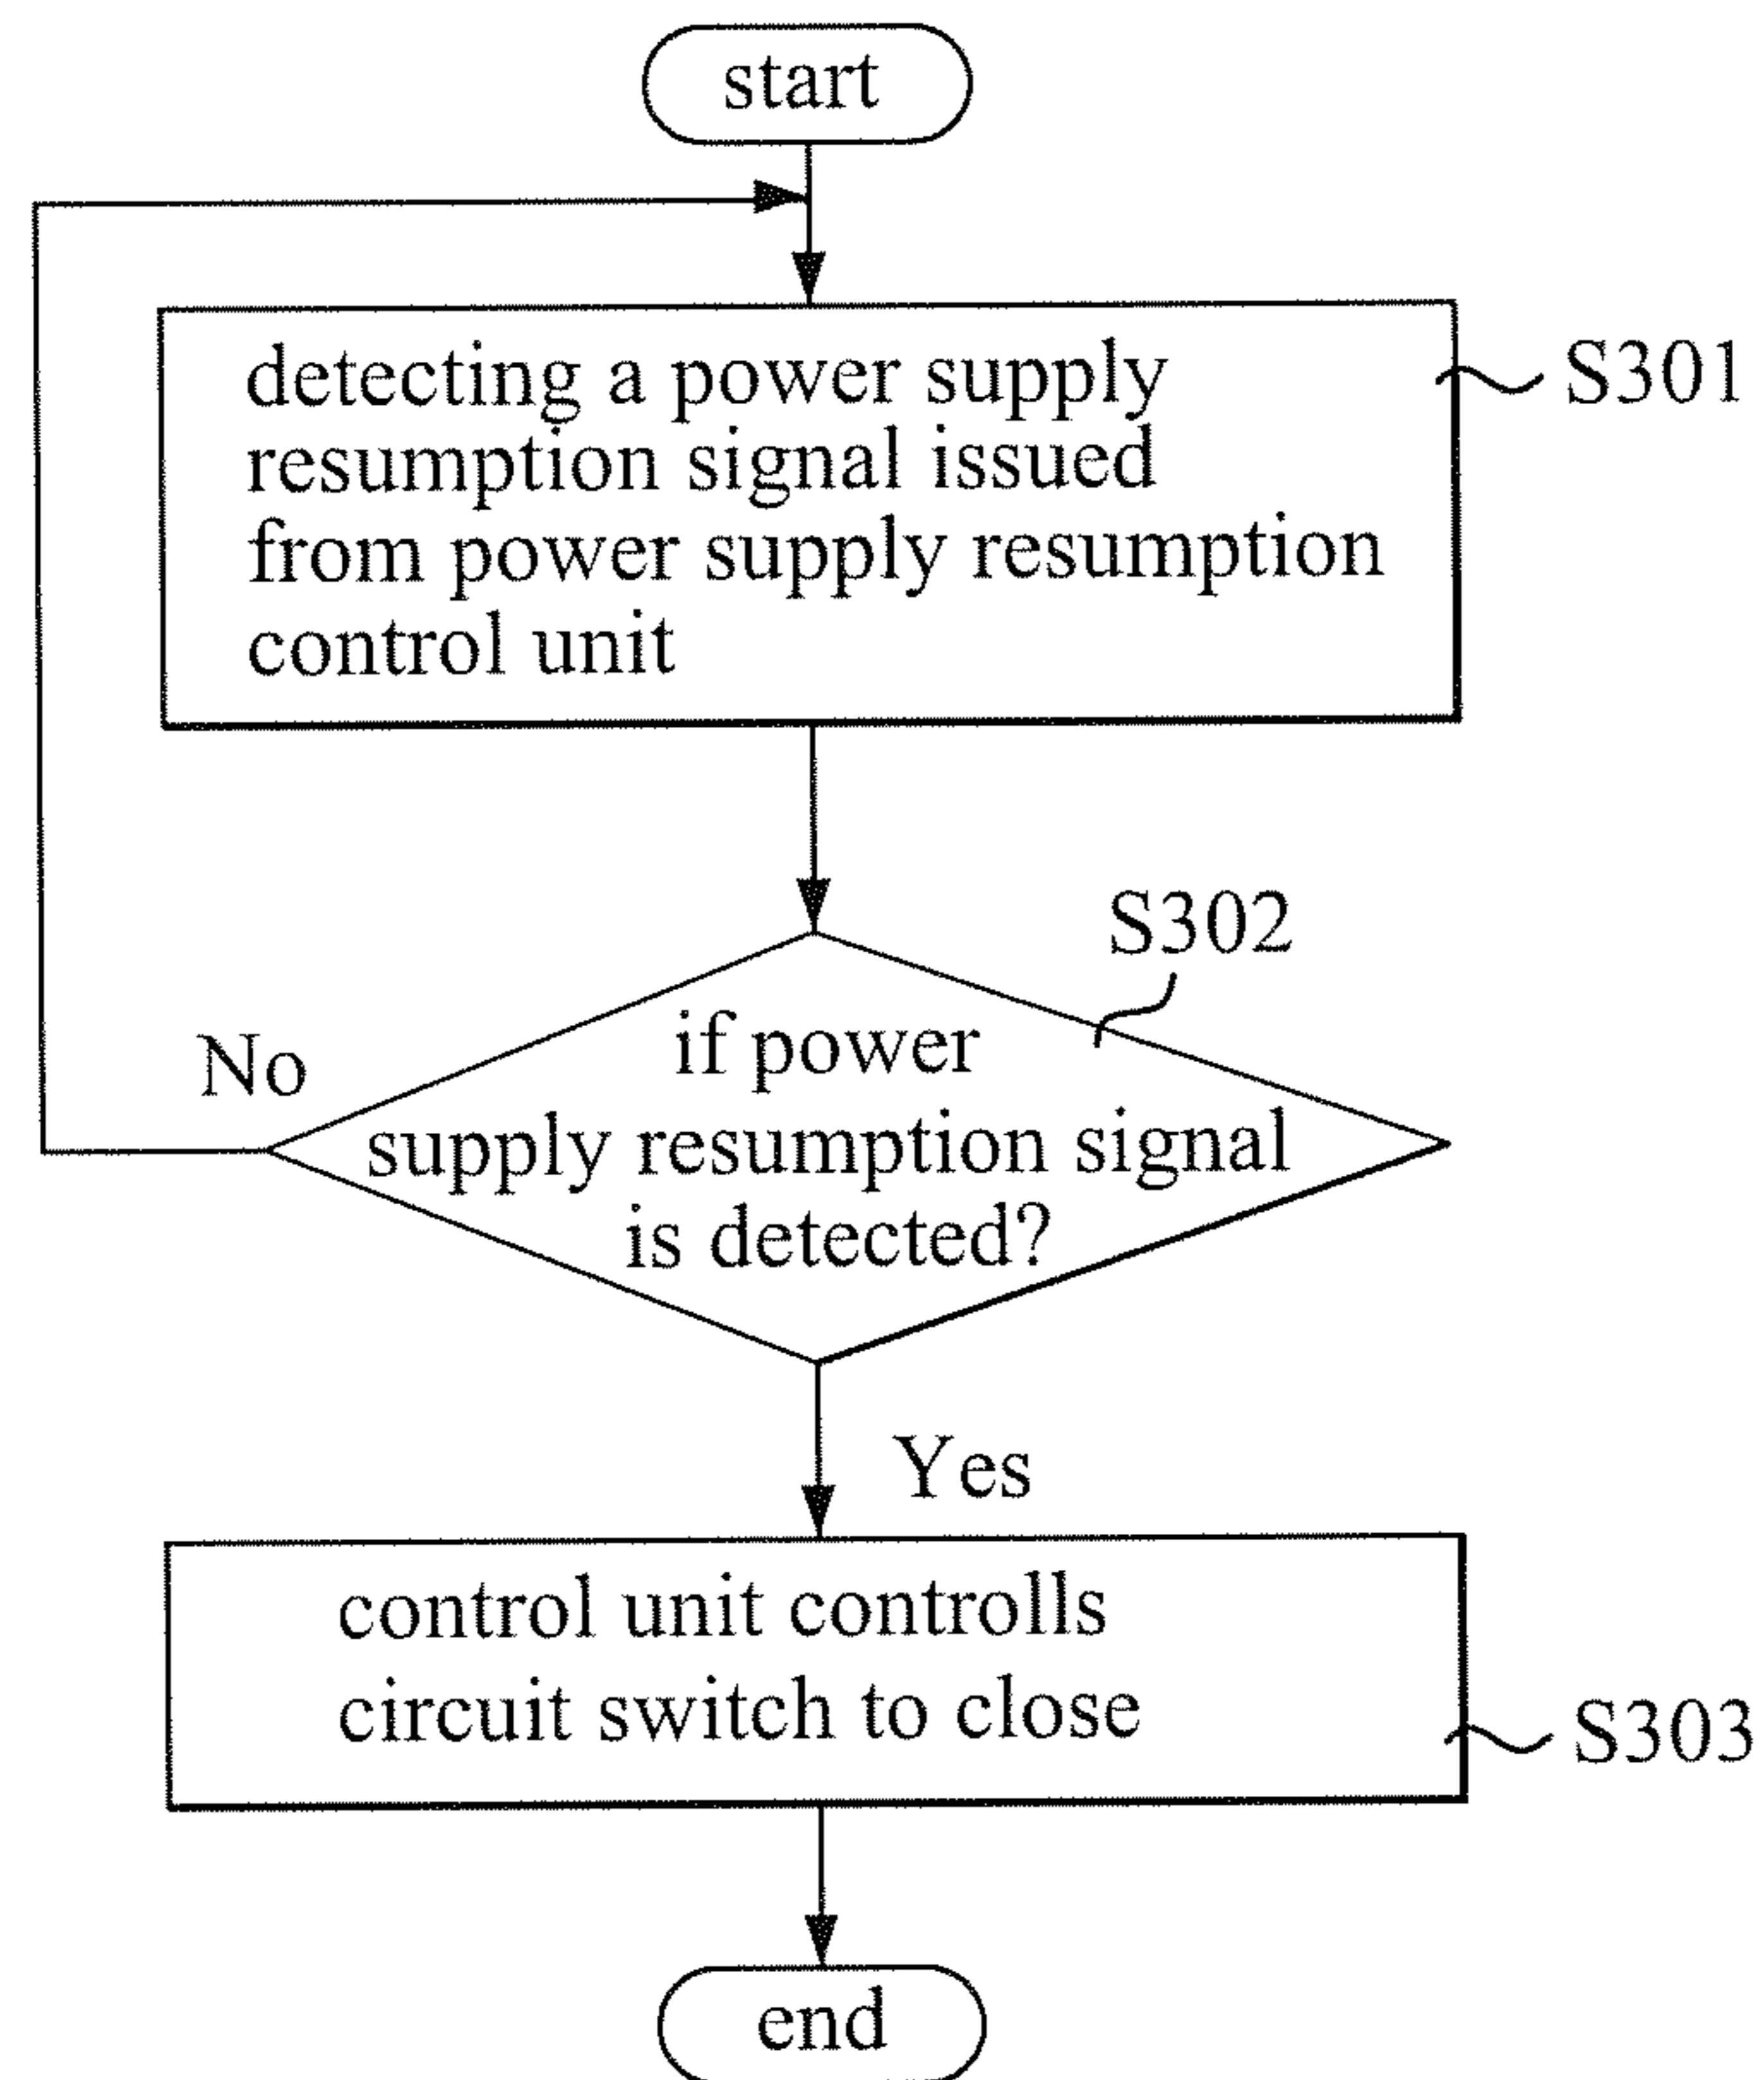 start
detecting a power supply
resumption signal issued
from power supply resumption
control unit
S301
S302
if power
supply resumption signal
is detected?
No
Yes
control unit controlls
circuit switch to close
S303
end